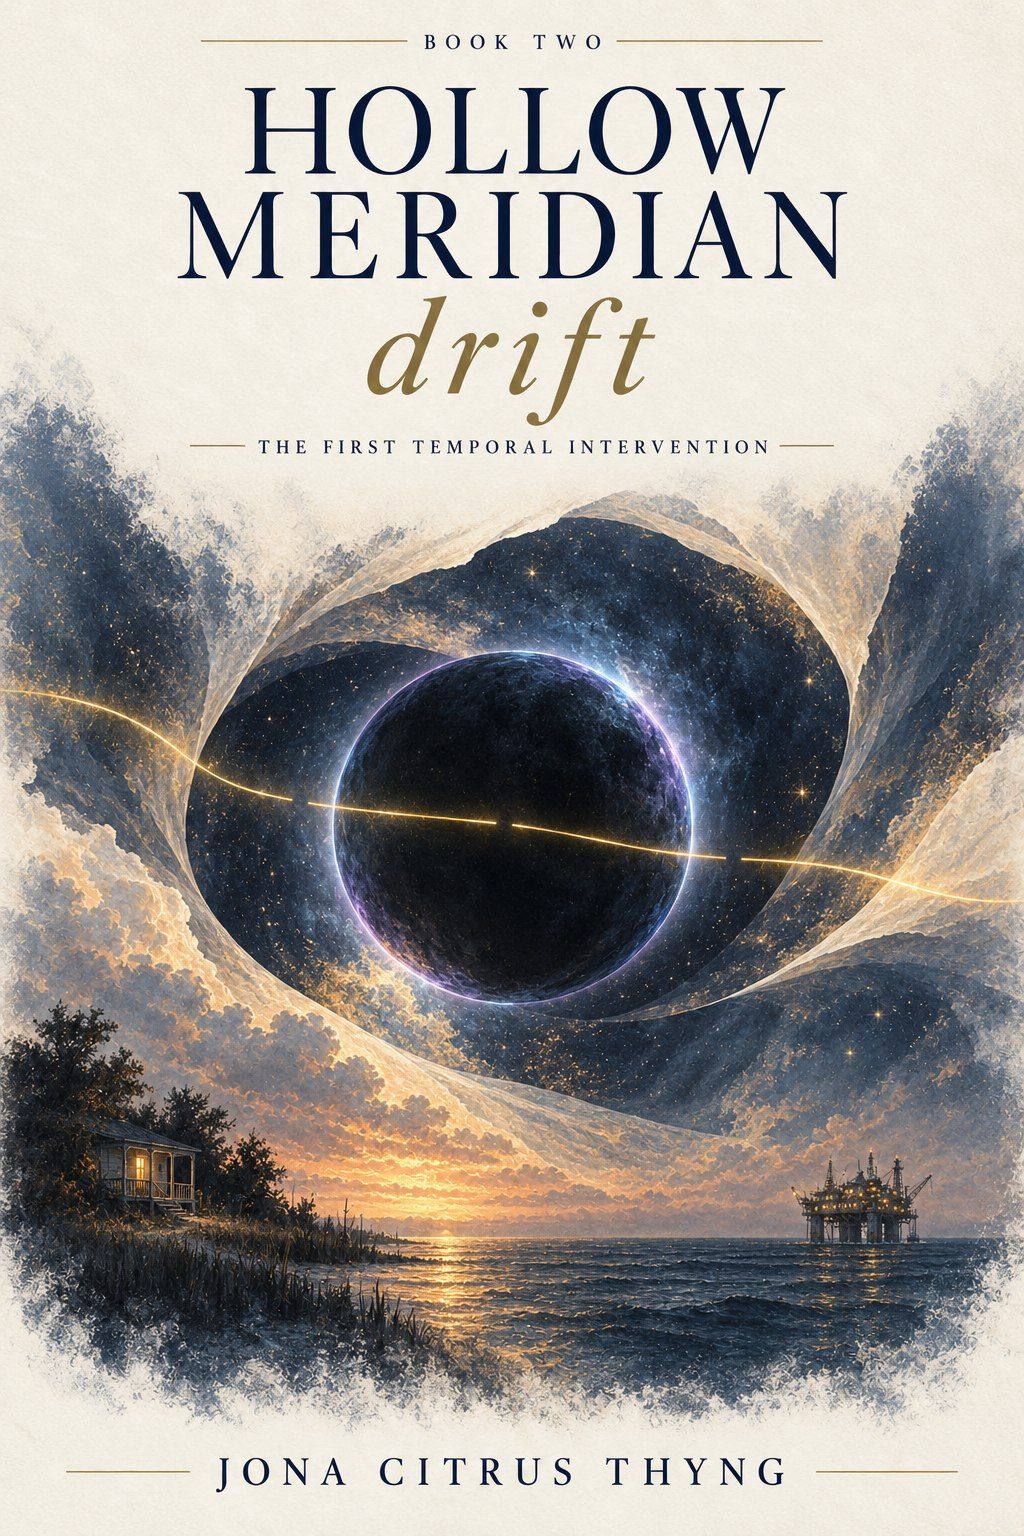 BOOK TWO
HOLLOW
MERIDIAN
drift
THE FIRST TEMPORAL INTERVENTION
JONA CITRUS THYNG